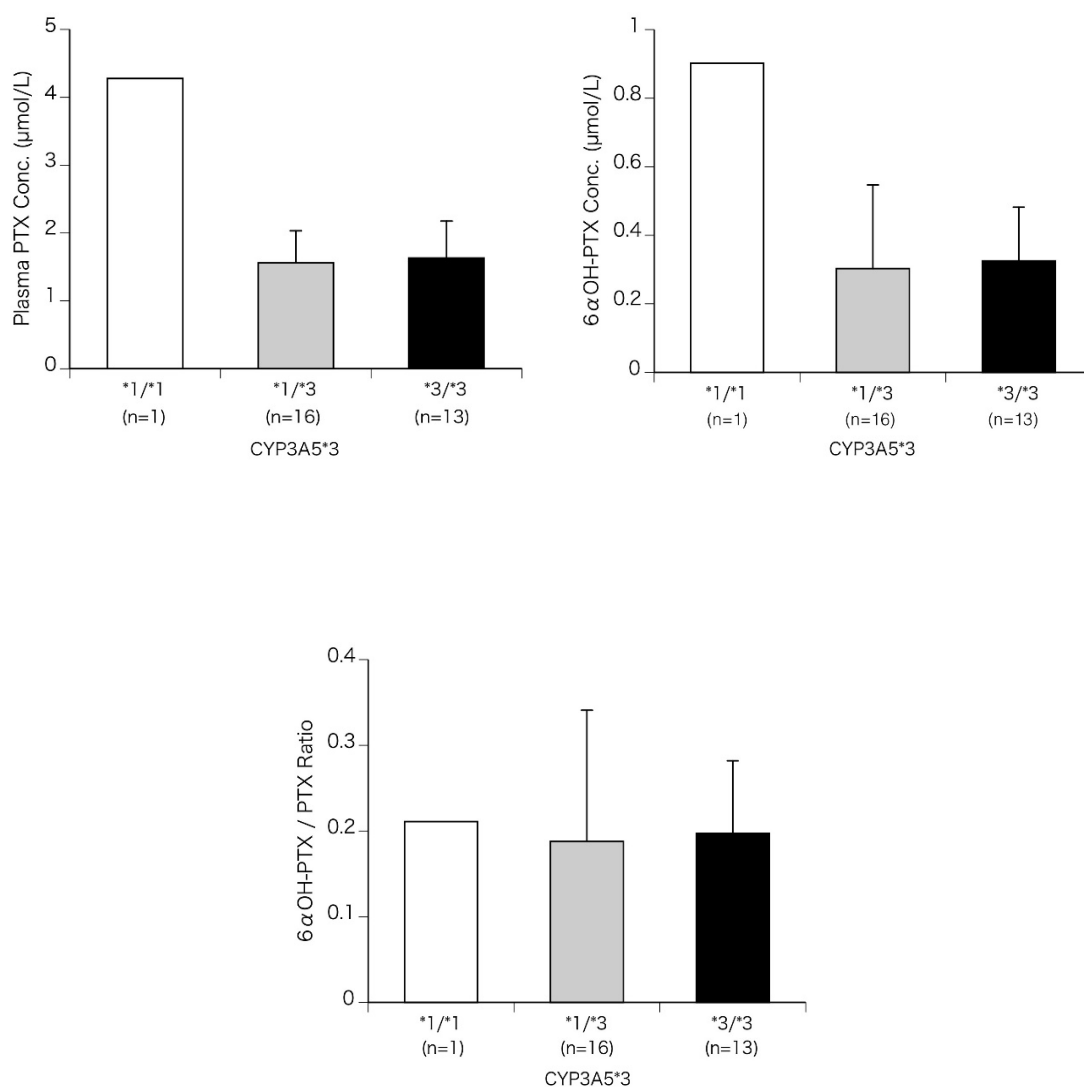 Plasma PTX Conc. (μmol/L)
5
4
3
2
1
0
*1/*1 *1/*3 *3/*3
(n=1) (n=16) (n=13)
CYP3A5*3
6αOH-PTX Conc. (μmol/L)
1
0.8
0.6
0.4
0.2
0
*1/*1 *1/*3 *3/*3
(n=1) (n=16) (n=13)
CYP3A5*3
6αOH-PTX / PTX Ratio
0.4
0.3
0.2
0.1
0
*1/*1 *1/*3 *3/*3
(n=1) (n=16) (n=13)
CYP3A5*3